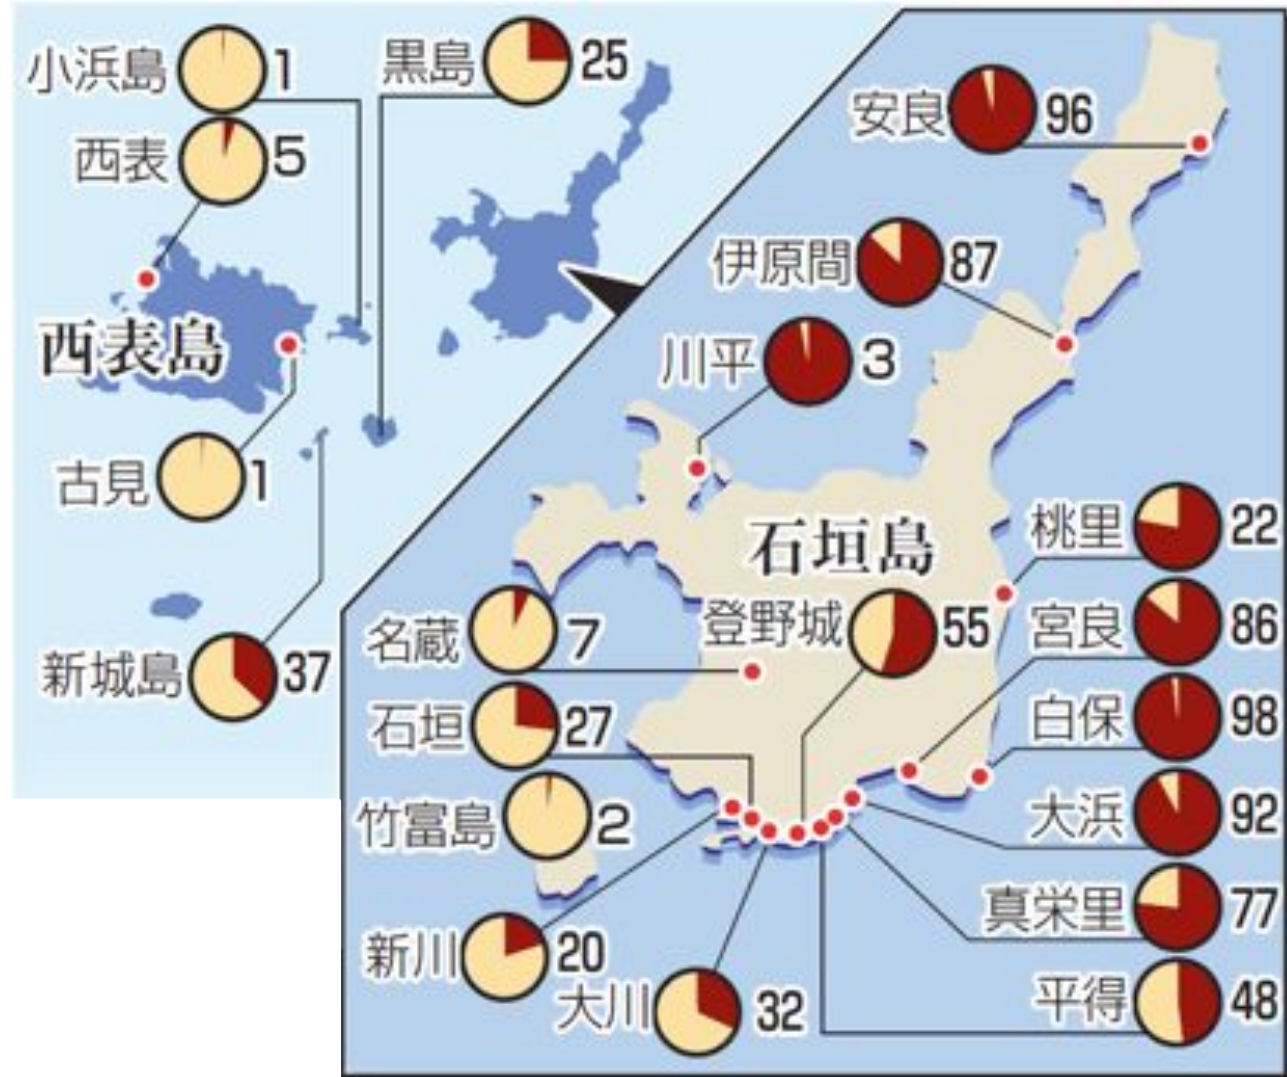 小浜島 1
黒島 25
西表 5
西表島
古見 1
新城島 37
安良 96
伊原間 87
川平 3
石垣島
桃里 22
名蔵 7
登野城 55
宮良 86
石垣 27
白保 98
竹富島 2
大浜 92
真栄里 77
新川 20
大川 32
平得 48